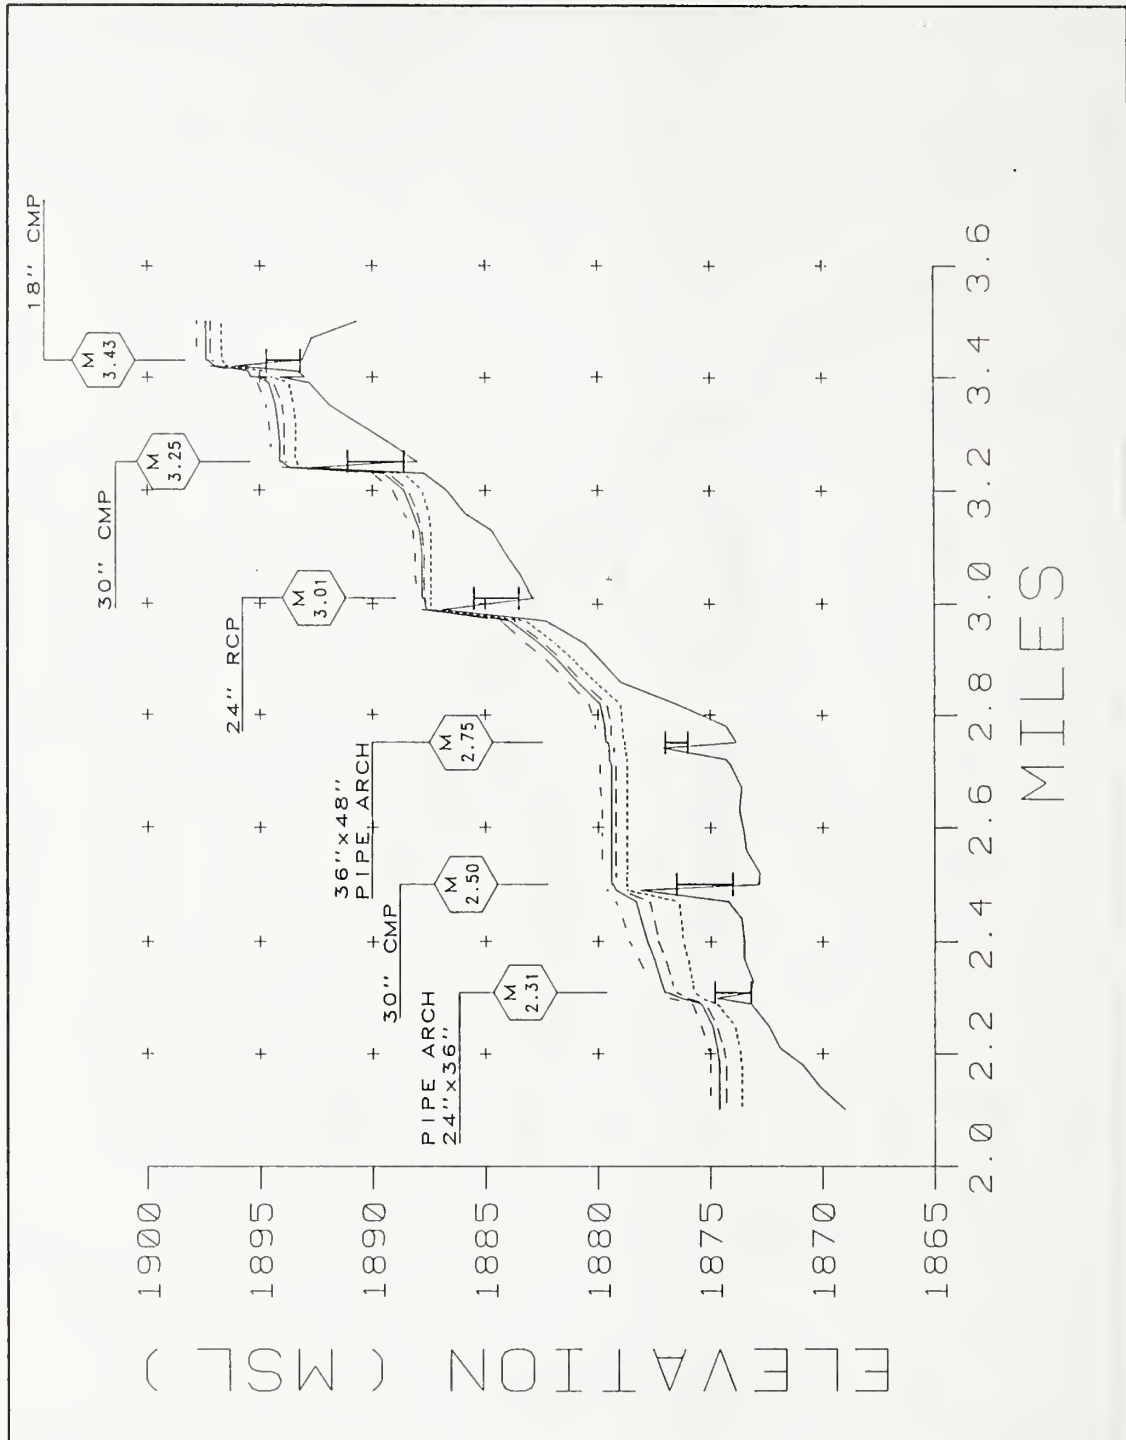 18'' CMP
M
3.43
30'' CMP
M
3.25
24'' RCP
M
3.01
36''x48''
PIPE ARCH
M
2.75
30'' CMP
M
2.50
PIPE ARCH
24''x36''
M
2.31
1900
1895
1890
1885
1880
1875
1870
1865
ELEVATION (MSL)
2.0
2.2
2.4
2.6
2.8
3.0
3.2
3.4
3.6
MILES